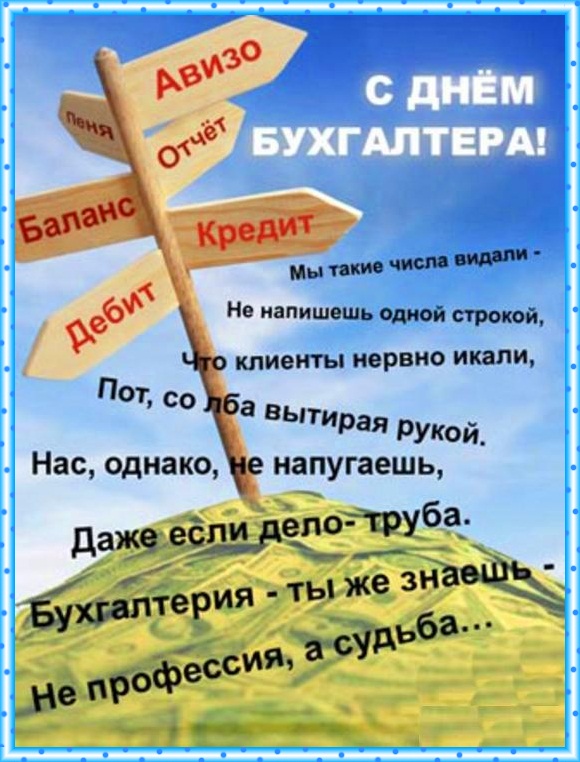 Авизо
Пеня
Отчёт
Баланс
Кредит
Дебит
С ДНЁМ
БУХГАЛТЕРА!
Мы такие числа видали -
Не напишешь одной строкой,
Что клиенты нервно икали,
Пот, со лба вытирая рукой.
Нас, однако, не напугаешь,
Даже если дело- труба.
Бухгалтерия - ты же знаешь -
Не профессия, а судьба...